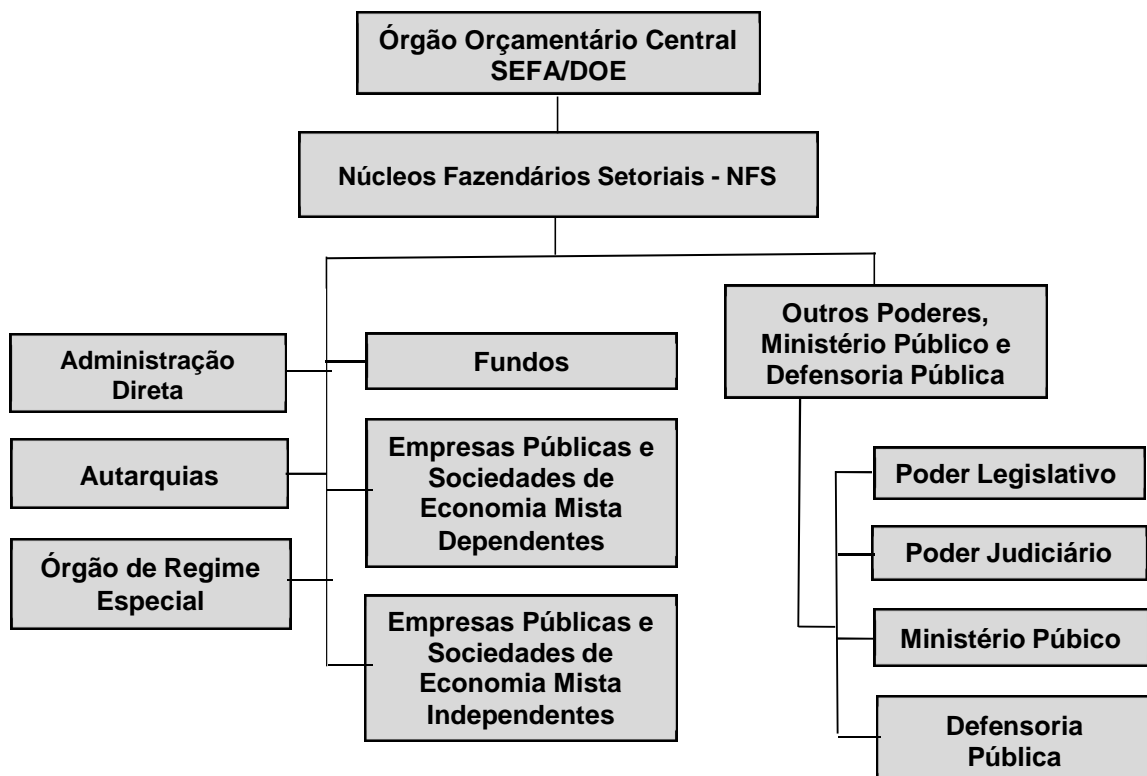 Órgão Orçamentário Central
SEFA/DOE
Núcleos Fazendários Setoriais - NFS
Administração
Direta
Autarquias
Órgão de Regime
Especial
Fundos
Empresas Públicas e
Sociedades de
Economia Mista
Dependentes
Empresas Públicas e
Sociedades de
Economia Mista
Independentes
Outros Poderes,
Ministério Público e
Defensoria Pública
Poder Legislativo
Poder Judiciário
Ministério Púbico
Defensoria
Pública